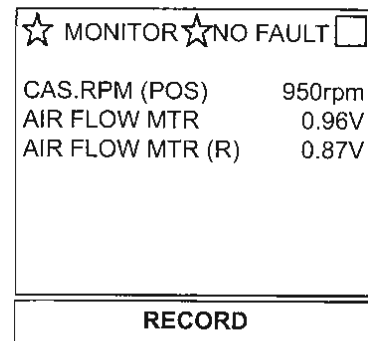 ☆ MONITOR ☆ NO FAULT □
CAS.RPM (POS) 950rpm
AIR FLOW MTR 0.96V
AIR FLOW MTR (R) 0.87V
RECORD